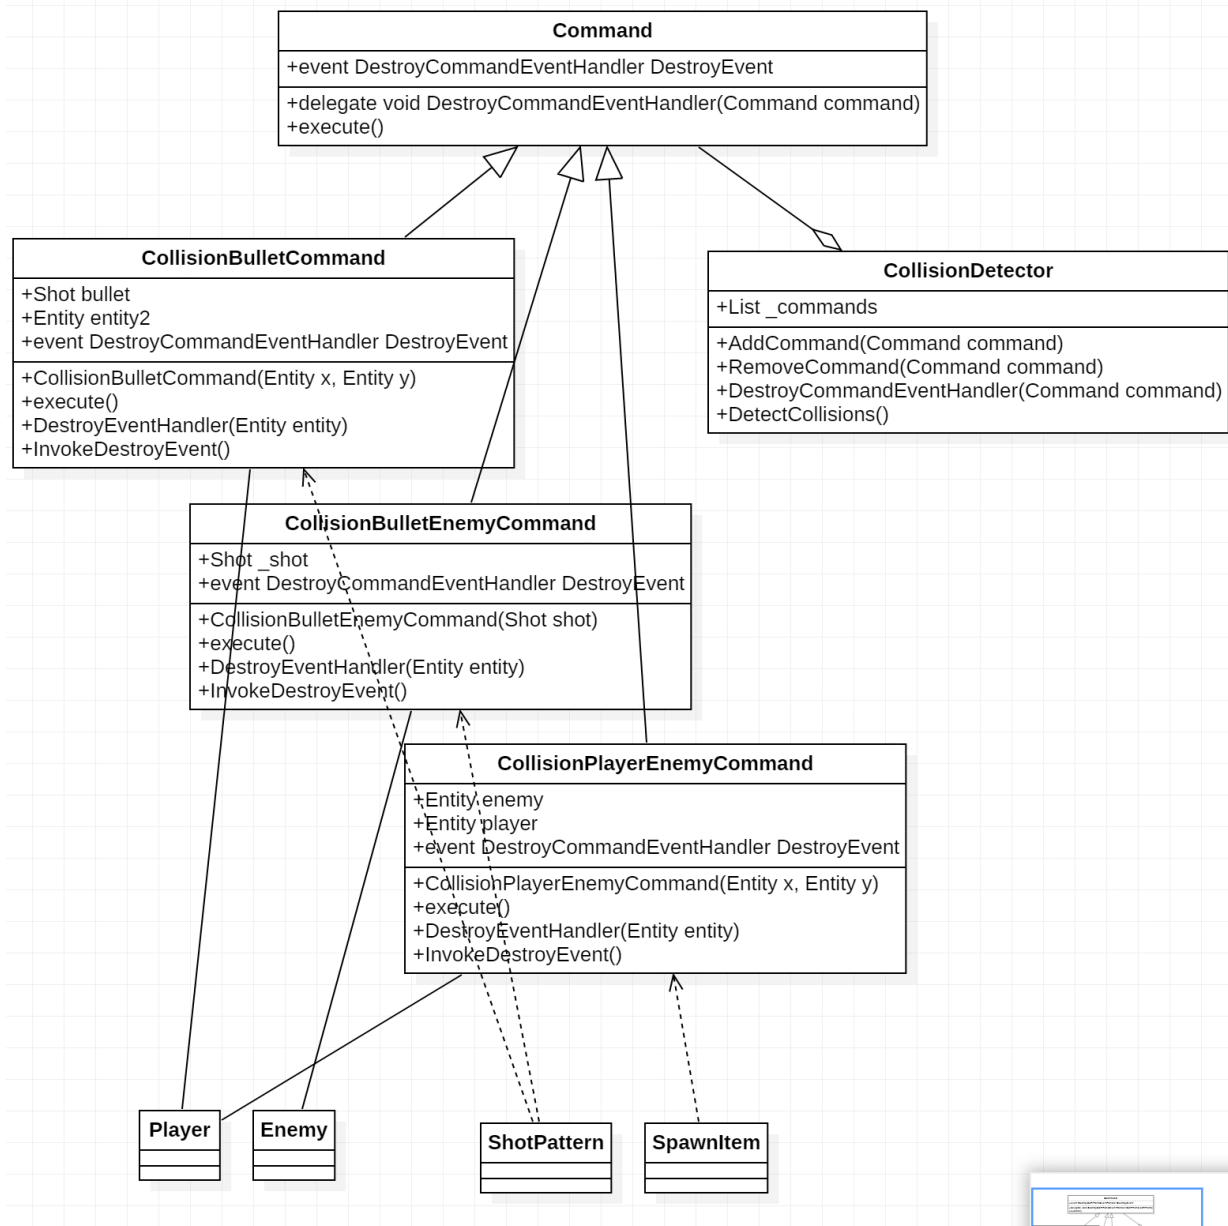 Command
+event DestroyCommandEventHandler DestroyEvent
+delegate void DestroyCommandEventHandler(Command command)
+execute()
CollisionBulletCommand
+Shot bullet
+Entity entity2
+event DestroyCommandEventHandler DestroyEvent
+CollisionBulletCommand(Entity x, Entity y)
+execute()
+DestroyEventHandler(Entity entity)
+InvokeDestroyEvent()
CollisionDetector
+List _commands
+AddCommand(Command command)
+RemoveCommand(Command command)
+DestroyCommandEventHandler(Command command)
+DetectCollisions()
CollisionBulletEnemyCommand
+Shot _shot
+event DestroyCommandEventHandler DestroyEvent
+CollisionBulletEnemyCommand(Shot shot)
+execute()
+DestroyEventHandler(Entity entity)
+InvokeDestroyEvent()
CollisionPlayerEnemyCommand
+Entity enemy
+Entity player
+event DestroyCommandEventHandler DestroyEvent
+CollisionPlayerEnemyCommand(Entity x, Entity y)
+execute()
+DestroyEventHandler(Entity entity)
+InvokeDestroyEvent()
Player
Enemy
ShotPattern
SpawnItem